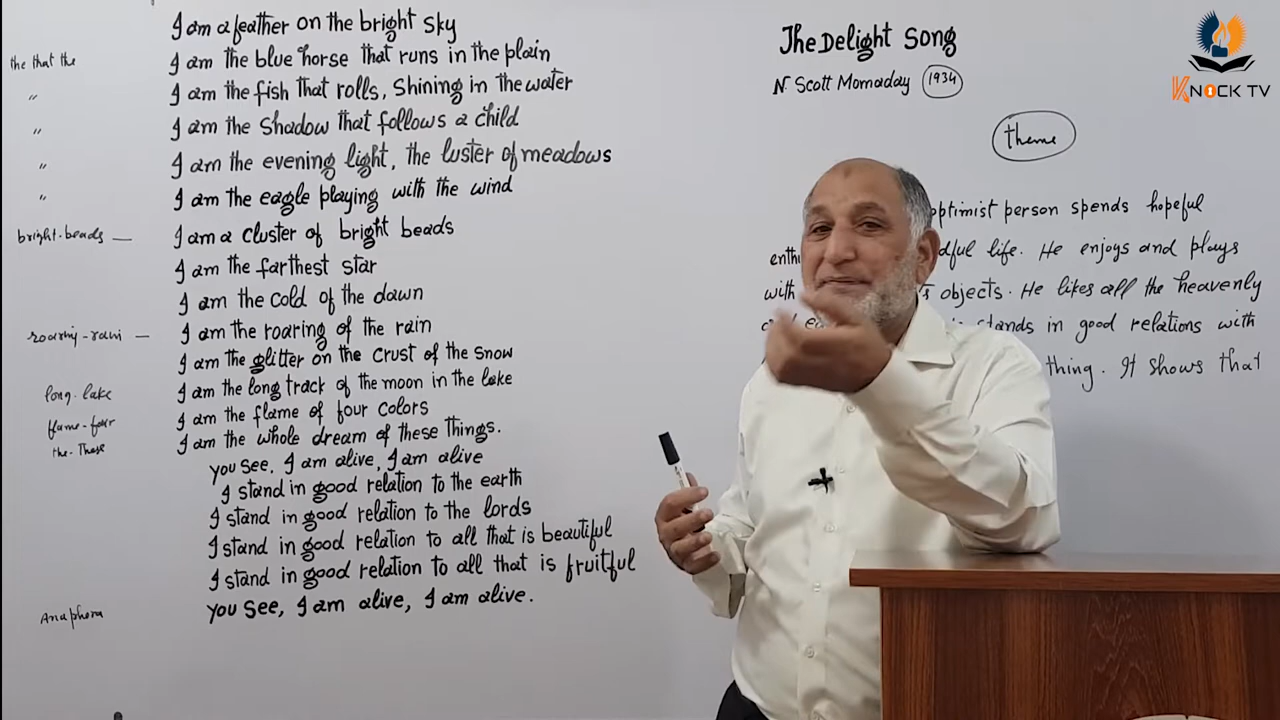 I am a feather on the bright sky
the that the I am the blue horse that runs in the plain
" I am the fish that rolls, Shining in the water
" I am the Shadow that follows a child
" I am the evening light, the luster of meadows
" I am the eagle playing with the wind
bright-beads — I am a cluster of bright beads
I am the farthest star
I am the cold of the dawn
roaring-rain — I am the roaring of the rain
I am the glitter on the crust of the snow
long-lake I am the long track of the moon in the lake
flame-four I am the flame of four colors
the-These I am the whole dream of these things.
you see, I am alive, I am alive
I stand in good relation to the earth
I stand in good relation to the lords
I stand in good relation to all that is beautiful
I stand in good relation to all that is fruitful
Anaphora you see, I am alive, I am alive.
The Delight Song
N. Scott Momaday 1934
theme
optimist person spends hopeful
life. He enjoys and plays
with objects. He likes all the heavenly
stands in good relations with
thing. It shows that
KNOCK TV